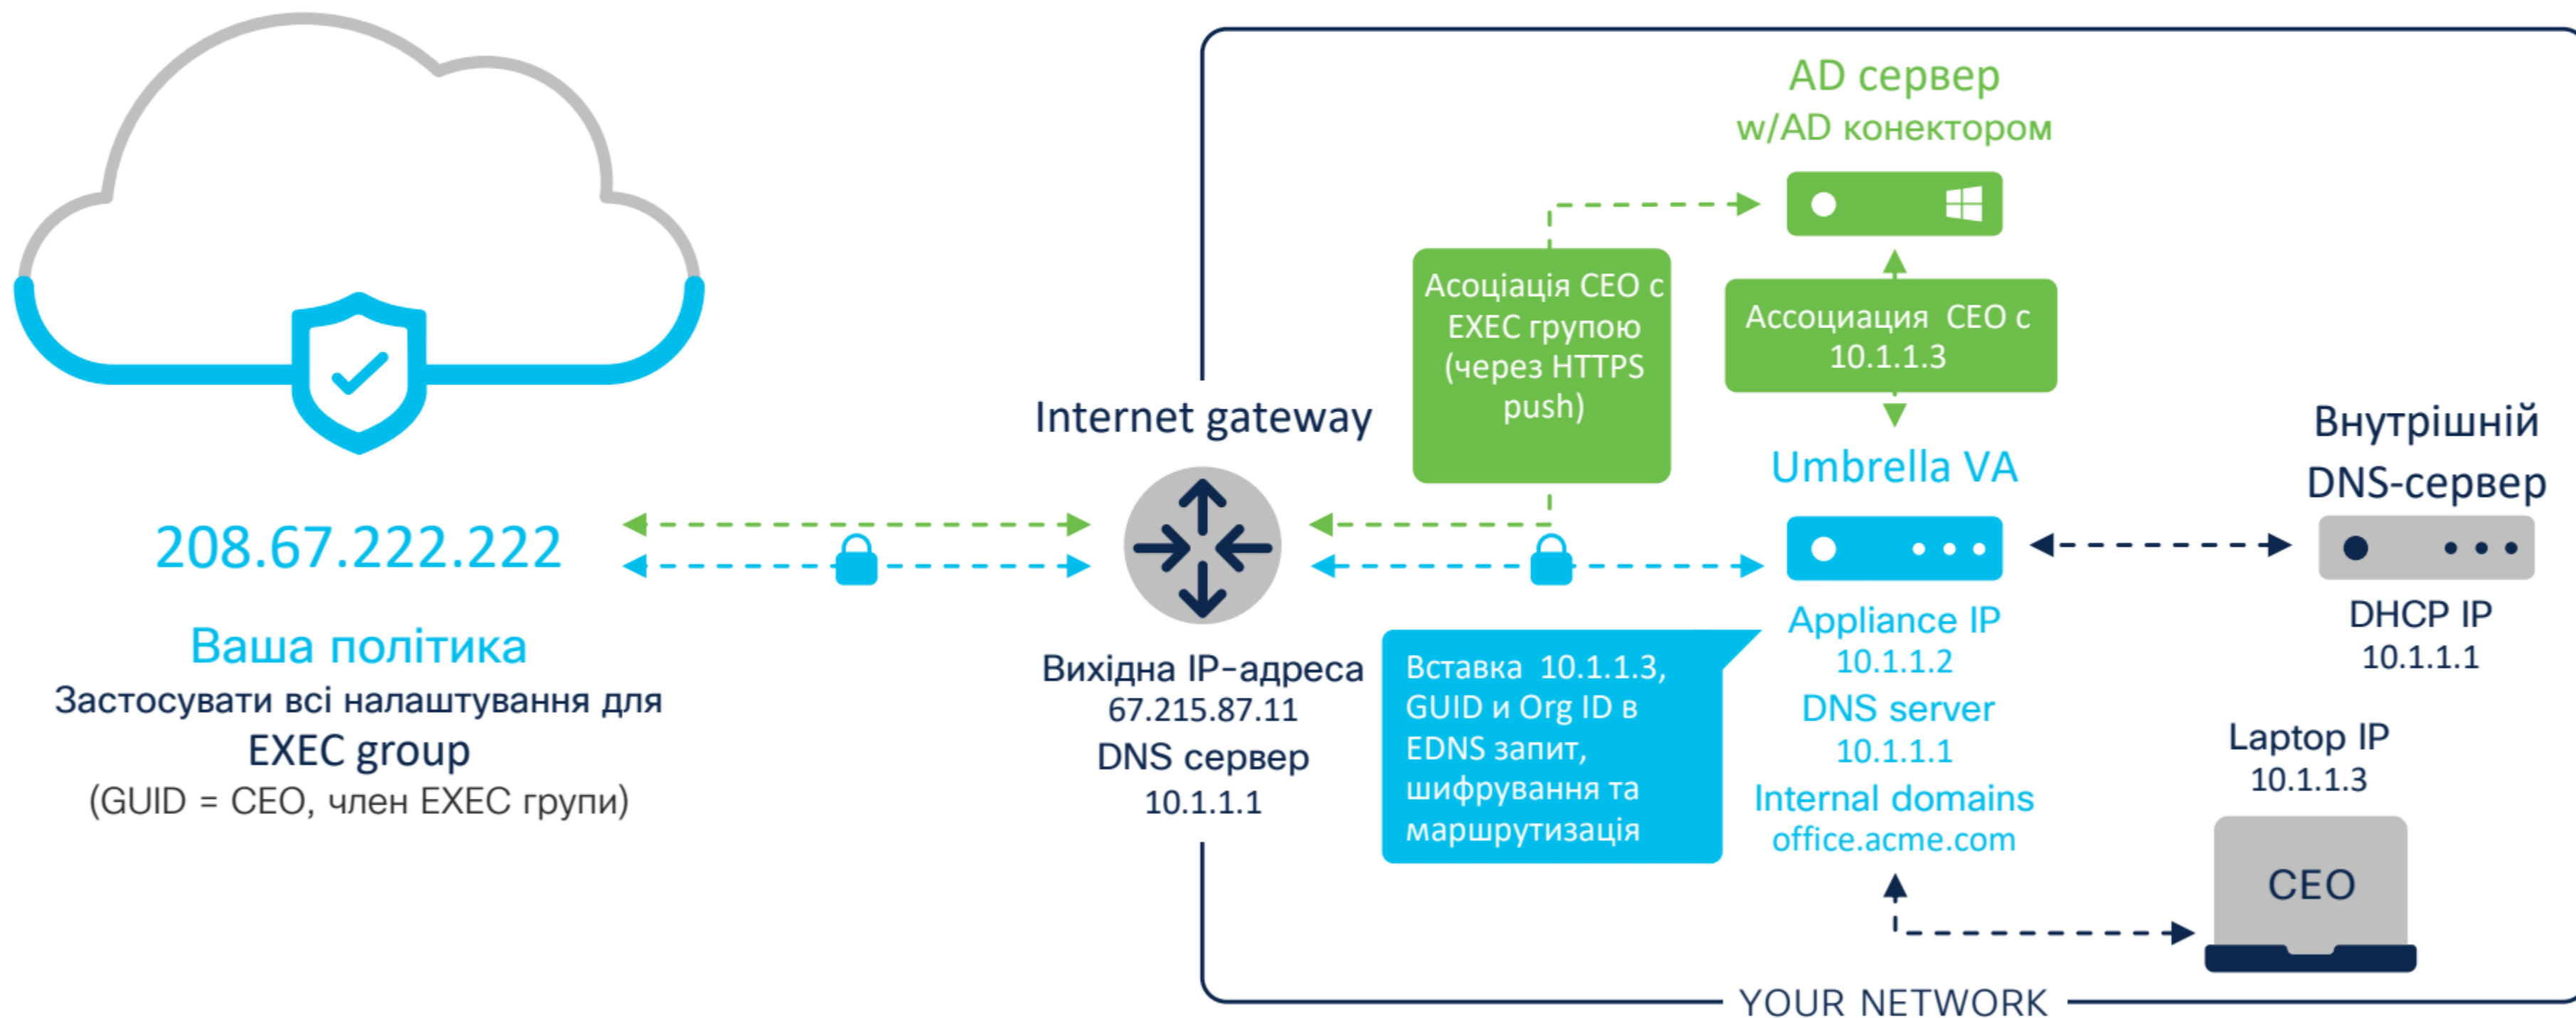 208.67.222.222
Ваша політика
Застосувати всі налаштування для
EXEC group
(GUID = CEO, член EXEC групи)
Internet gateway
Вихідна IP-адреса
67.215.87.11
DNS сервер
10.1.1.1
AD сервер
w/AD конектором
Асоціація CEO с
EXEC групою
(через HTTPS
push)
Ассоциация CEO с
10.1.1.3
Umbrella VA
Appliance IP
10.1.1.2
DNS server
10.1.1.1
Internal domains
office.acme.com
Вставка 10.1.1.3,
GUID и Org ID в
EDNS запит,
шифрування та
маршрутизація
Внутрішній
DNS-сервер
DHCP IP
10.1.1.1
Laptop IP
10.1.1.3
CEO
YOUR NETWORK